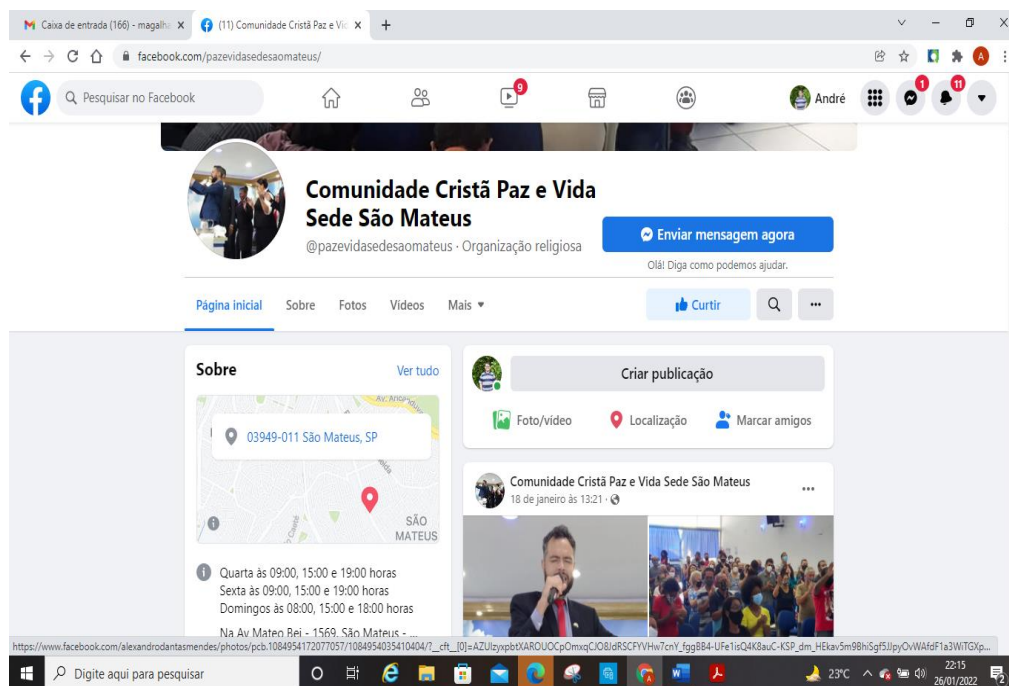 Caixa de entrada (166) - magalha
(11) Comunidade Cristã Paz e Vid
facebook.com/pazevidasedesaomateus/
A
Pesquisar no Facebook
9
André
1
11
Comunidade Cristã Paz e Vida
Sede São Mateus
@pazevidasedesaomateus · Organização religiosa
Enviar mensagem agora
Olá! Diga como podemos ajudar.
Página inicial Sobre Fotos Vídeos Mais
Curtir
Sobre
Ver tudo
03949-011 São Mateus, SP
SÃO
MATEUS
Quarta às 09:00, 15:00 e 19:00 horas
Sexta às 09:00, 15:00 e 19:00 horas
Domingos às 08:00, 15:00 e 18:00 horas
Na Av Mateo Bei - 1569, São Mateus - ...
Criar publicação
Foto/vídeo
Localização
Marcar amigos
Comunidade Cristã Paz e Vida Sede São Mateus
18 de janeiro às 13:21 ·
Digite aqui para pesquisar
23°C
22:15
26/01/2022